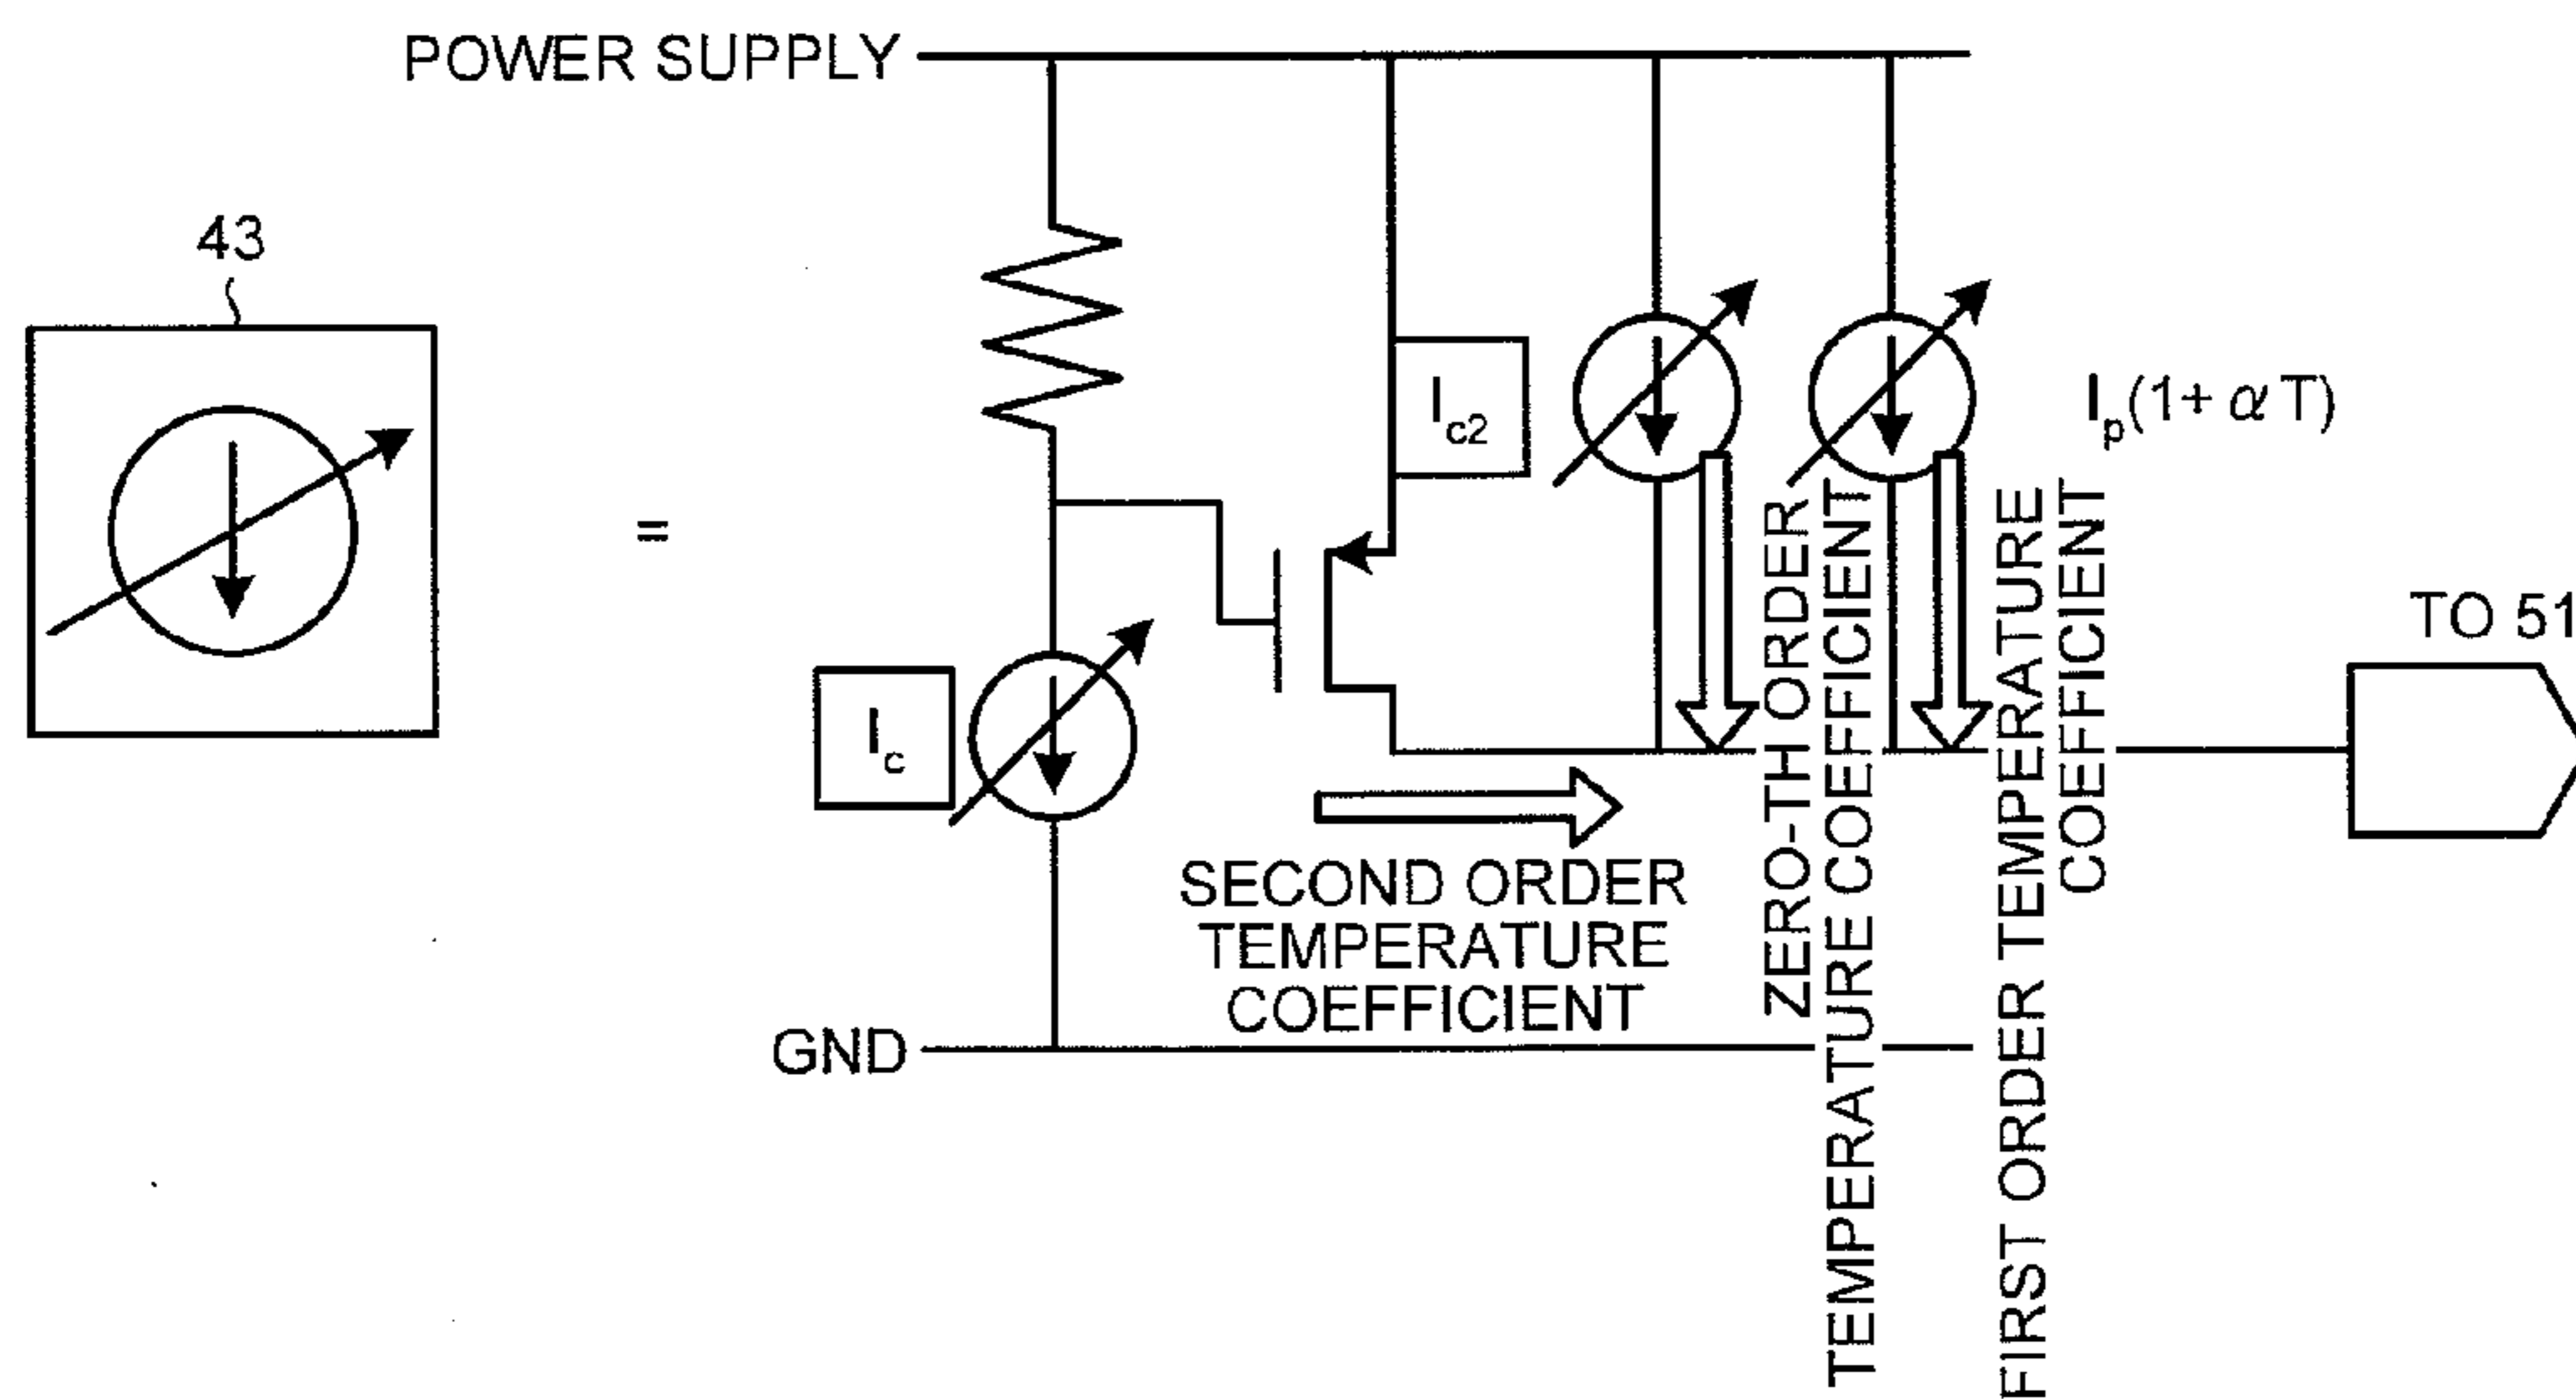 POWER SUPPLY
43
=
I_c2
I_p(1+ αT)
I_c
TO 51
SECOND ORDER
TEMPERATURE
COEFFICIENT
ZERO-TH ORDER
TEMPERATURE COEFFICIENT
FIRST ORDER TEMPERATURE
COEFFICIENT
GND